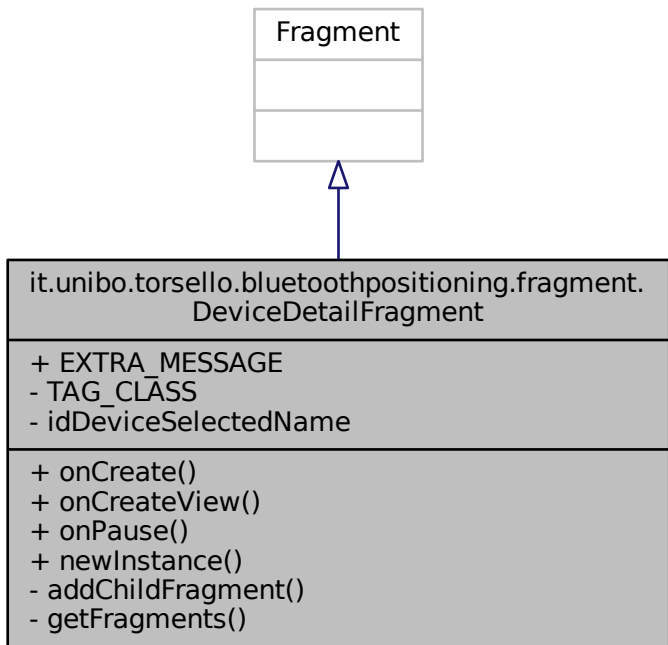 Fragment
it.unibo.torsello.bluetoothpositioning.fragment.
DeviceDetailFragment
+ EXTRA_MESSAGE
- TAG_CLASS
- idDeviceSelectedName
+ onCreate()
+ onCreateView()
+ onPause()
+ newInstance()
- addChildFragment()
- getFragments()